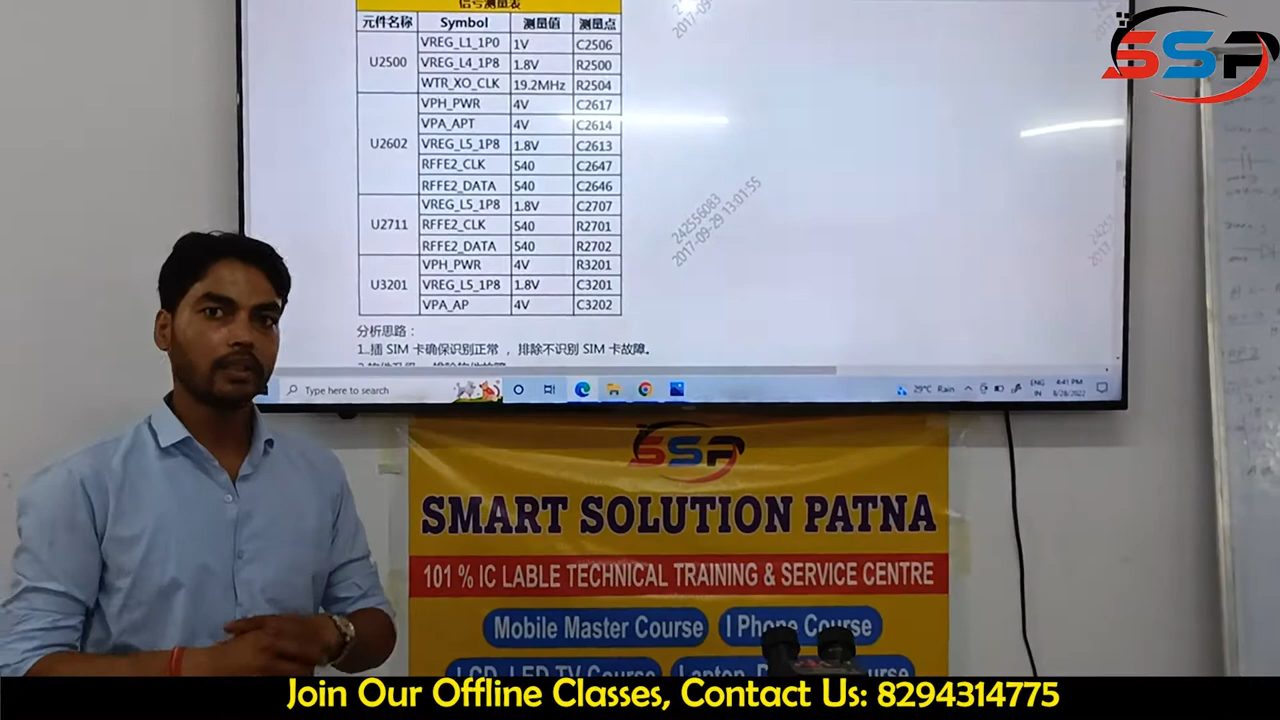 信号测量表
元件名称 Symbol 测量值 测量点
U2500 VREG_L1_1P0 1V C2506
VREG_L4_1P8 1.8V R2500
WTR_XO_CLK 19.2MHz R2504
U2602 VPH_PWR 4V C2617
VPA_APT 4V C2614
VREG_L5_1P8 1.8V C2613
RFFE2_CLK 540 C2647
RFFE2_DATA 540 C2646
U2711 VREG_L5_1P8 1.8V C2707
RFFE2_CLK 540 R2701
RFFE2_DATA 540 R2702
U3201 VPH_PWR 4V R3201
VREG_L5_1P8 1.8V C3201
VPA_AP 4V C3202
分析思路：
1..插 SIM 卡确保识别正常 ，排除不识别 SIM 卡故障。
242556083
2017-09-29 13:01:55
SSP
Type here to search
29°C Rain
ENG
IN
4:41 PM
8/28/2022
SSP
SMART SOLUTION PATNA
101 % IC LABLE TECHNICAL TRAINING & SERVICE CENTRE
Mobile Master Course
I Phone Course
LCD, LED TV Course
Join Our Offline Classes, Contact Us: 8294314775